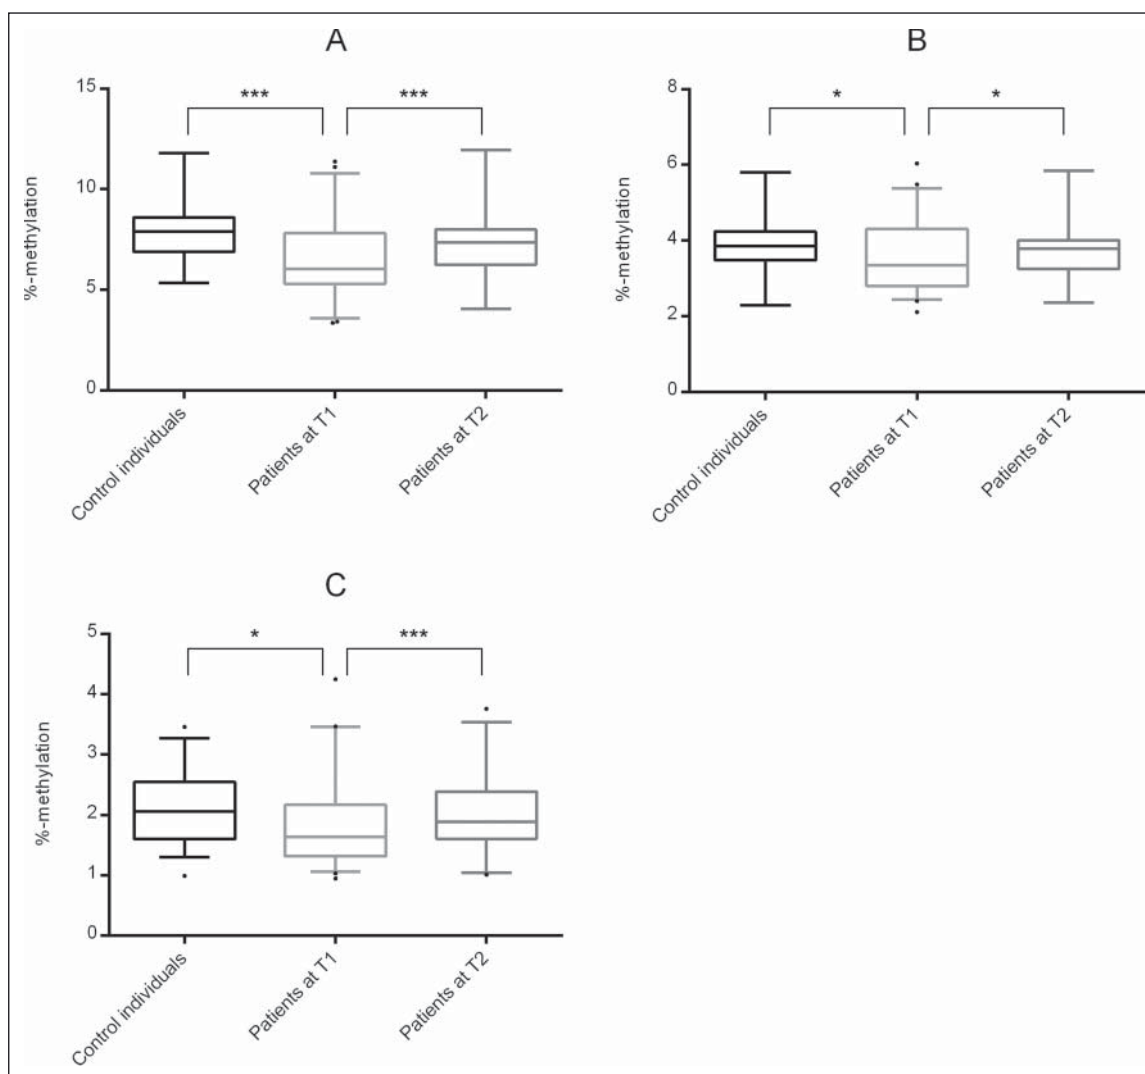 A
15
10
5
0
%-methylation
*** ***
Control individuals
Patients at T1
Patients at T2
B
8
6
4
2
0
%-methylation
* *
Control individuals
Patients at T1
Patients at T2
C
5
4
3
2
1
0
%-methylation
* ***
Control individuals
Patients at T1
Patients at T2